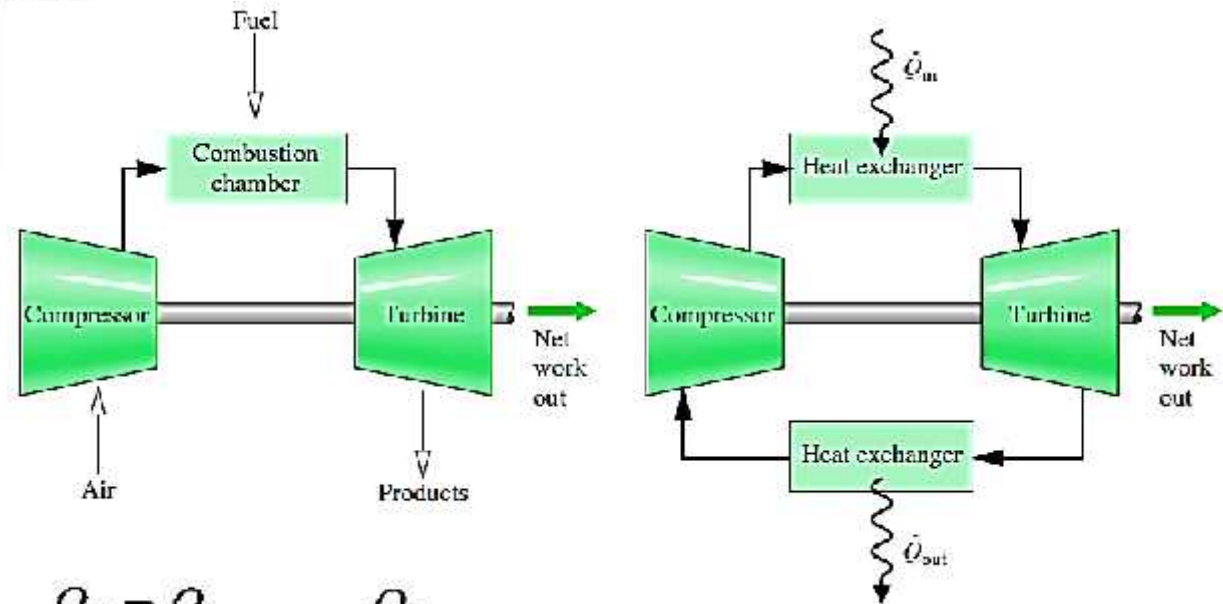 Fuel
Combustion
chamber
Compressor
Turbine
Net
work
out
Air
Products
Q̇in
Heat exchanger
Compressor
Turbine
Net
work
out
Heat exchanger
Q̇out